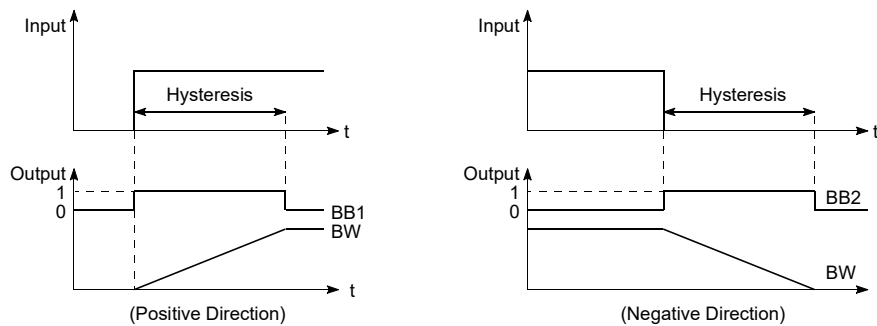 Input
Hysteresis
t
Output
1
0
BB1
BW
t
(Positive Direction)
Input
Hysteresis
t
Output
1
0
BB2
BW
(Negative Direction)